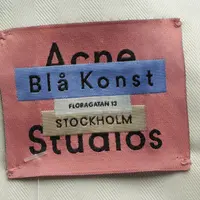 Acne
Blå Konst
FLORAGATAN 13
STOCKHOLM
Studios